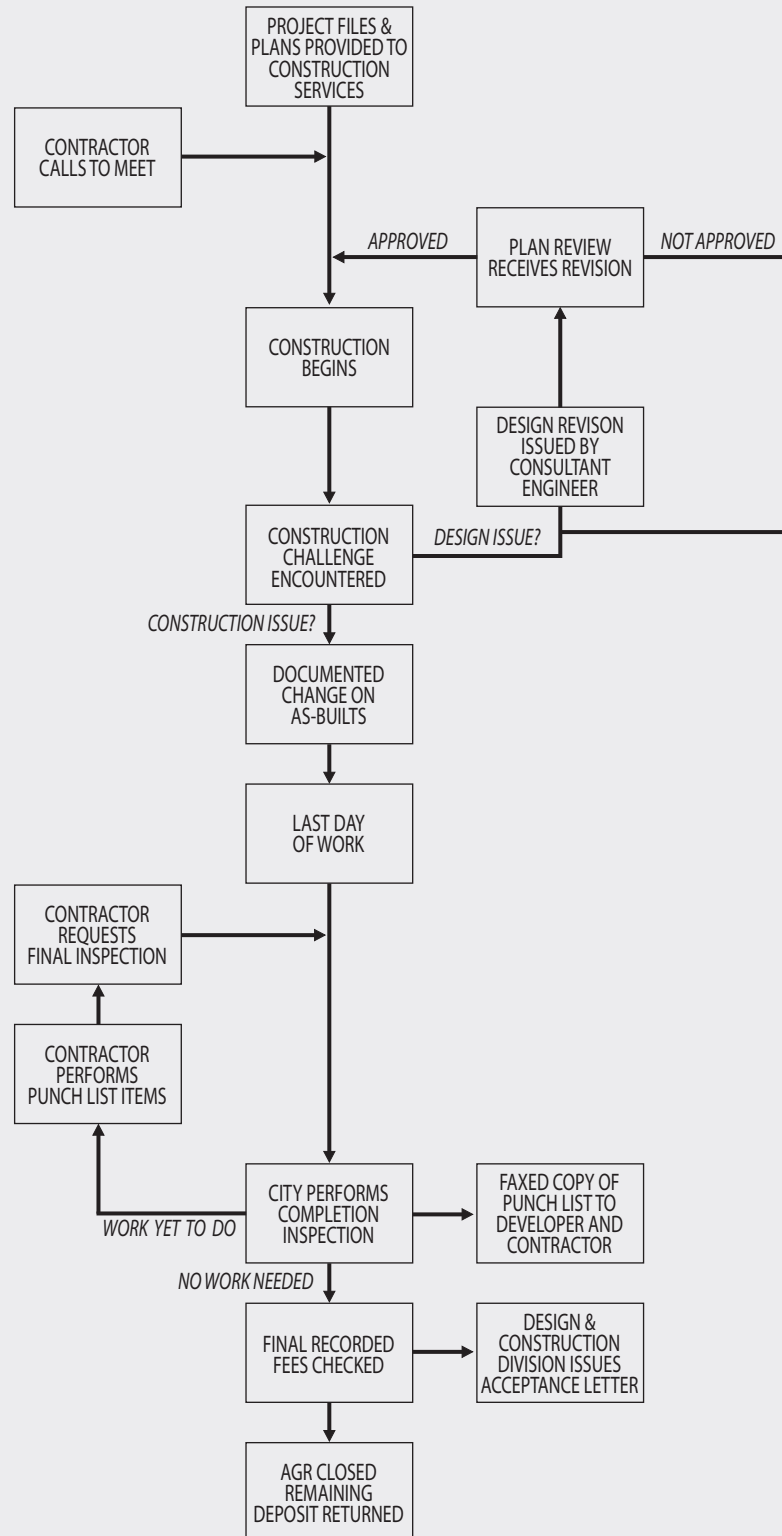 PROJECT FILES &
PLANS PROVIDED TO
CONSTRUCTION
SERVICES
CONTRACTOR
CALLS TO MEET
APPROVED
PLAN REVIEW
RECEIVES REVISION
NOT APPROVED
CONSTRUCTION
BEGINS
DESIGN REVISON
ISSUED BY
CONSULTANT
ENGINEER
CONSTRUCTION
CHALLENGE
ENCOUNTERED
DESIGN ISSUE?
CONSTRUCTION ISSUE?
DOCUMENTED
CHANGE ON
AS-BUILTS
LAST DAY
OF WORK
CONTRACTOR
REQUESTS
FINAL INSPECTION
CONTRACTOR
PERFORMS
PUNCH LIST ITEMS
CITY PERFORMS
COMPLETION
INSPECTION
FAXED COPY OF
PUNCH LIST TO
DEVELOPER AND
CONTRACTOR
WORK YET TO DO
NO WORK NEEDED
FINAL RECORDED
FEES CHECKED
DESIGN &
CONSTRUCTION
DIVISION ISSUES
ACCEPTANCE LETTER
AGR CLOSED
REMAINING
DEPOSIT RETURNED